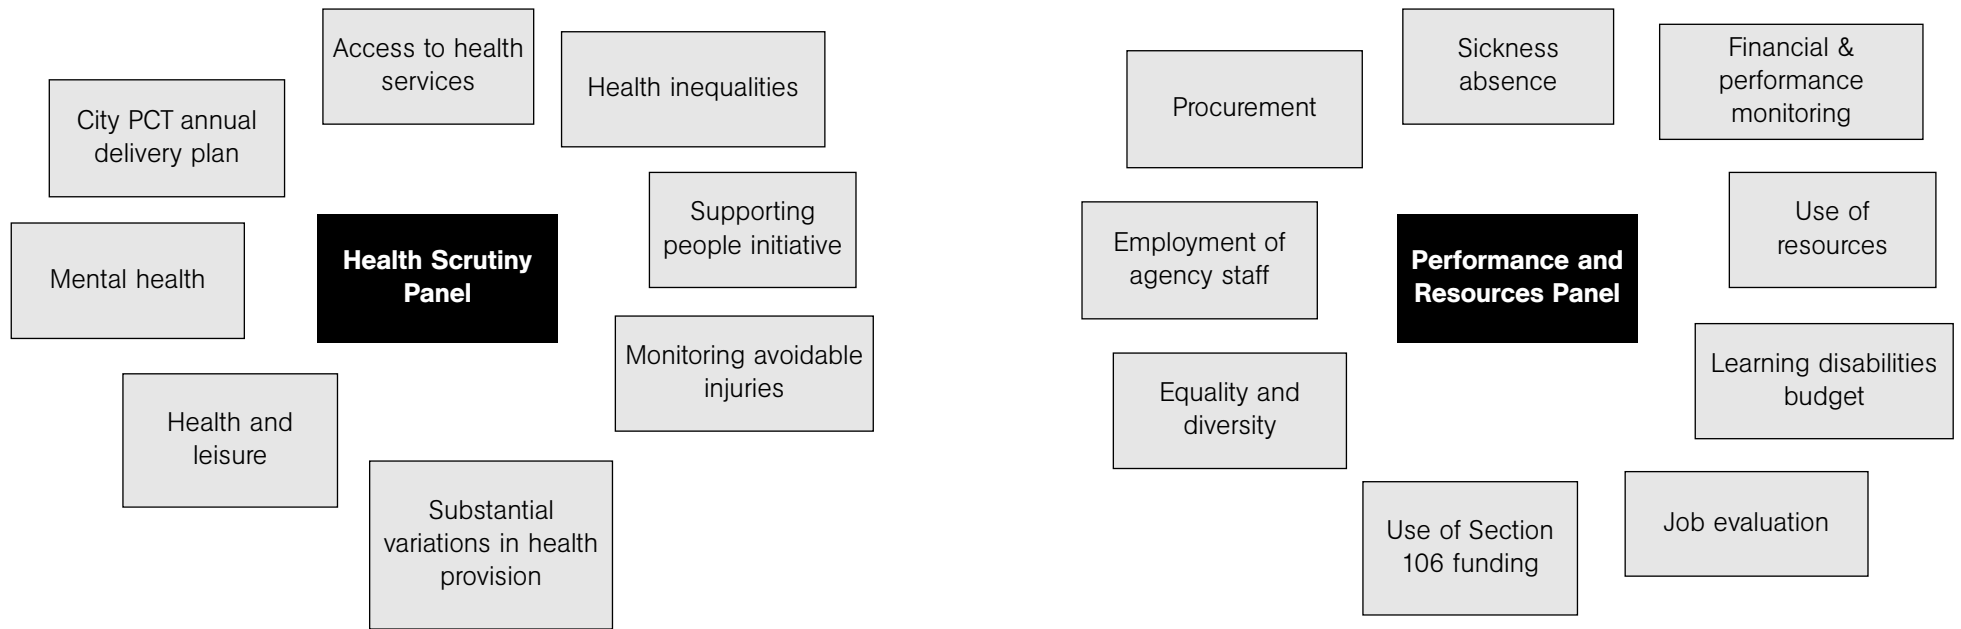 Access to health
services
Health inequalities
City PCT annual
delivery plan
Supporting
people initiative
Mental health
Health Scrutiny
Panel
Monitoring avoidable
injuries
Health and
leisure
Substantial
variations in health
provision
Sickness
absence
Financial &
performance
monitoring
Procurement
Use of
resources
Employment of
agency staff
Performance and
Resources Panel
Learning disabilities
budget
Equality and
diversity
Use of Section
106 funding
Job evaluation